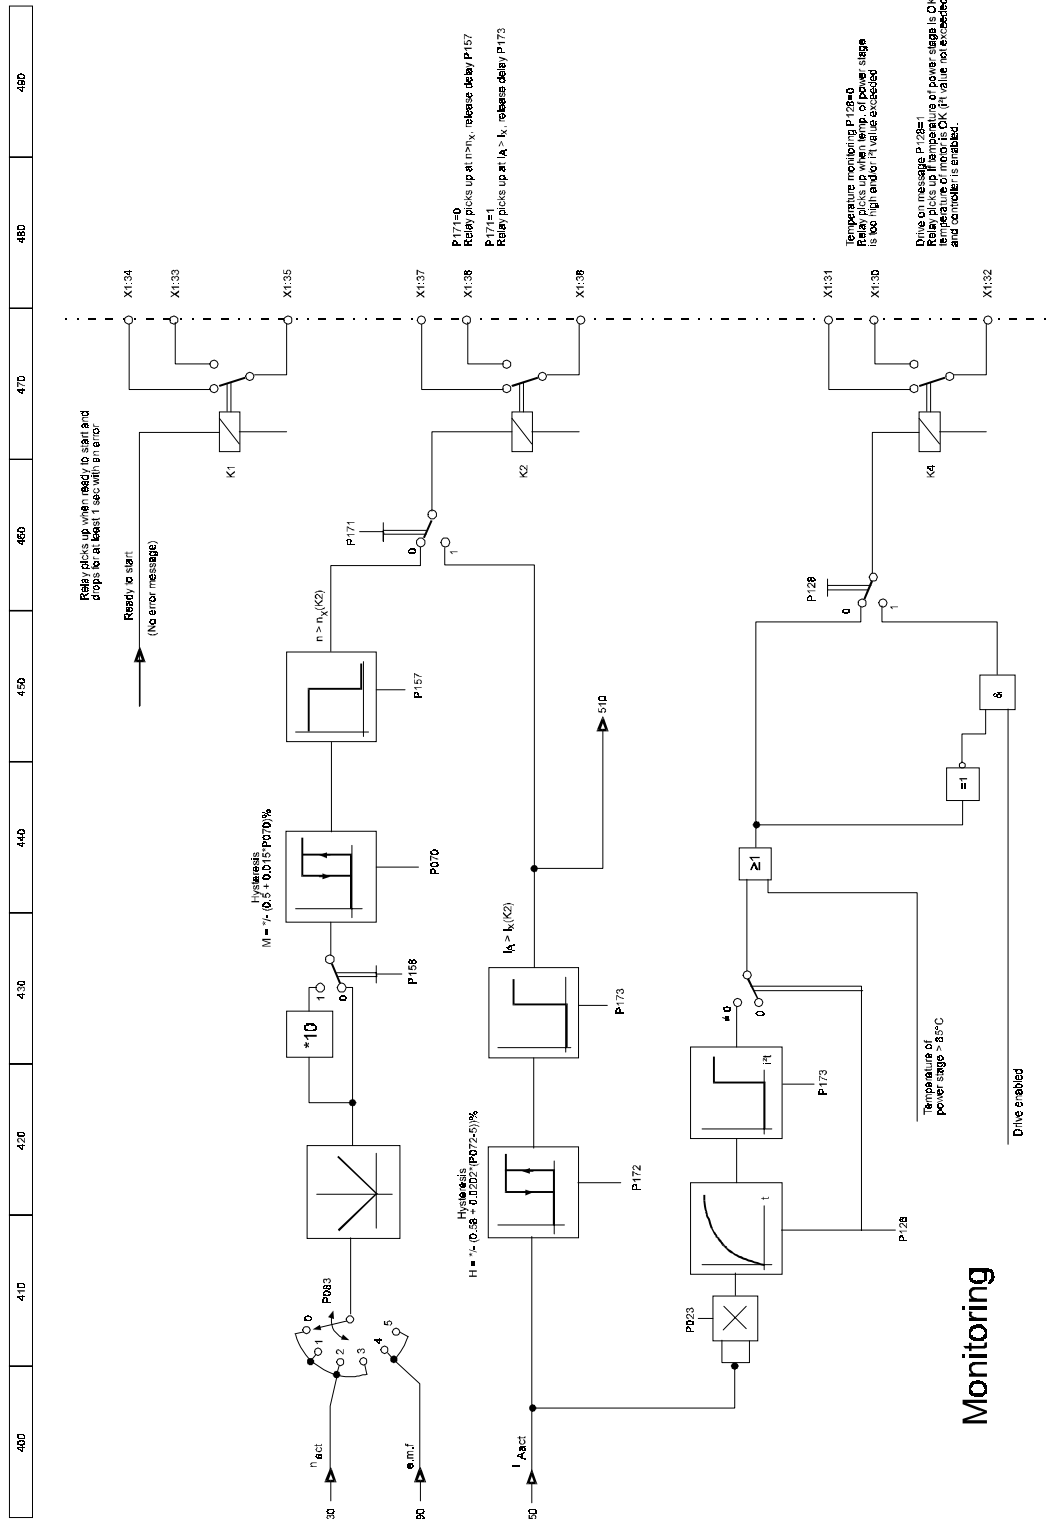 400
410
420
430
440
450
460
470
480
490
Relay picks up when ready to start and
drops for at least 1 sec with an error
Ready to start
(No error message)
K1
X1:34
X1:33
X1:35
30
n act
90
e.m.f
0
1
2
3
4
5
P083
*10
1
0
P158
Hysteresis
M = +/- (0.5 + 0.015*P070)%
P070
P157
n > nX(K2)
P171
0
1
K2
X1:37
X1:36
X1:38
P171=0
Relay picks up at n>nX, release delay P157
P171=1
Relay picks up at IA > IX, release delay P173
50
I Aact
Hysteresis
H = +/- (0.58 + 0.0202*(P072-5))%
P172
P173
IA > IX(K2)
510
P023
t
P128
i²t
P173
≠ 0
0
≥1
Temperature of
power stage > 85°C
Drive enabled
=1
&
P128
0
1
K4
X1:31
X1:30
X1:32
Temperature monitoring P128=0
Relay picks up when temp. of power stage
is too high and/or i²t value exceeded
Drive on message P128=1
Relay picks up if temperature of power stage is OK
temperature of motor is OK (i²t value not exceeded
and controller is enabled.
Monitoring